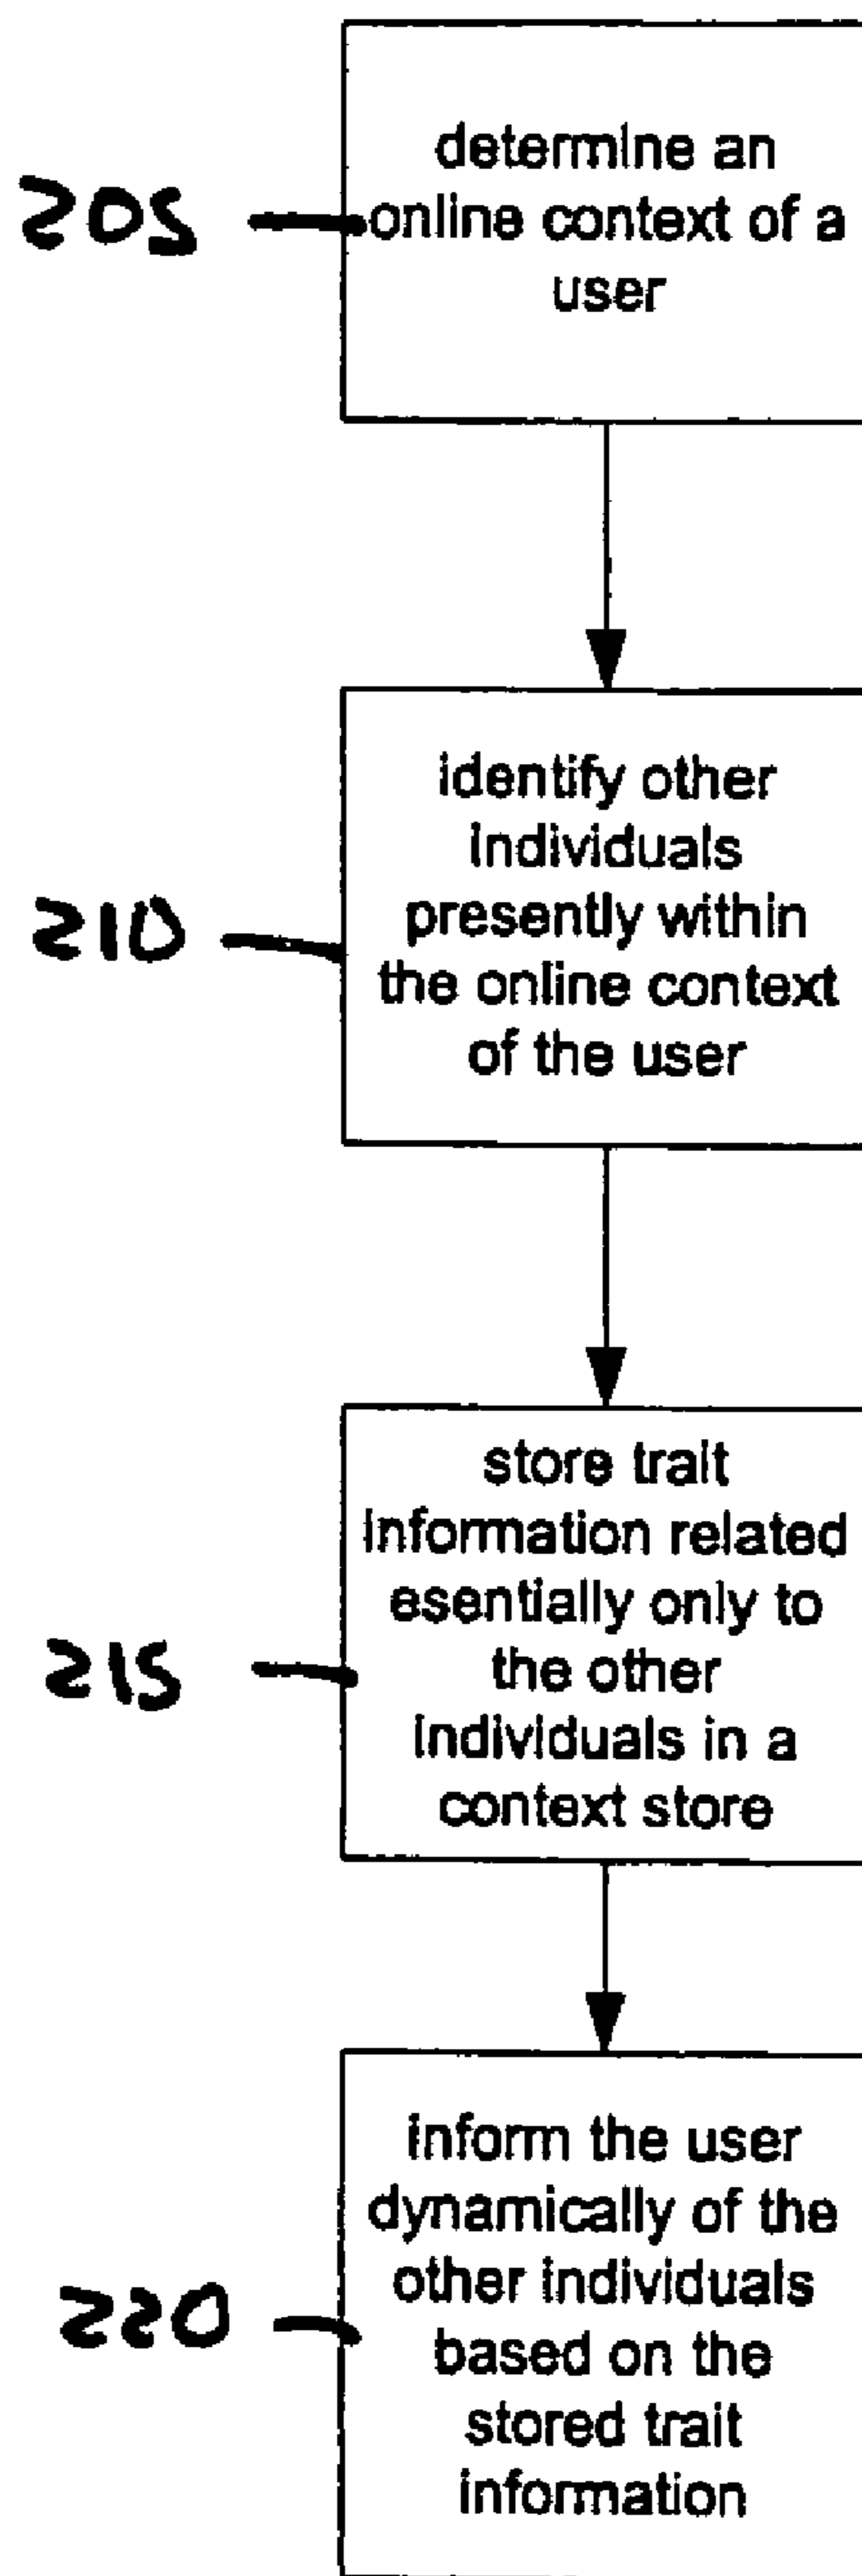 determine an
205
online context of a
user
identify other
individuals
210
presently within
the online context
of the user
store trait
information related
esentially only to
215
the other
individuals in a
context store
inform the user
dynamically of the
220
other individuals
based on the
stored trait
information